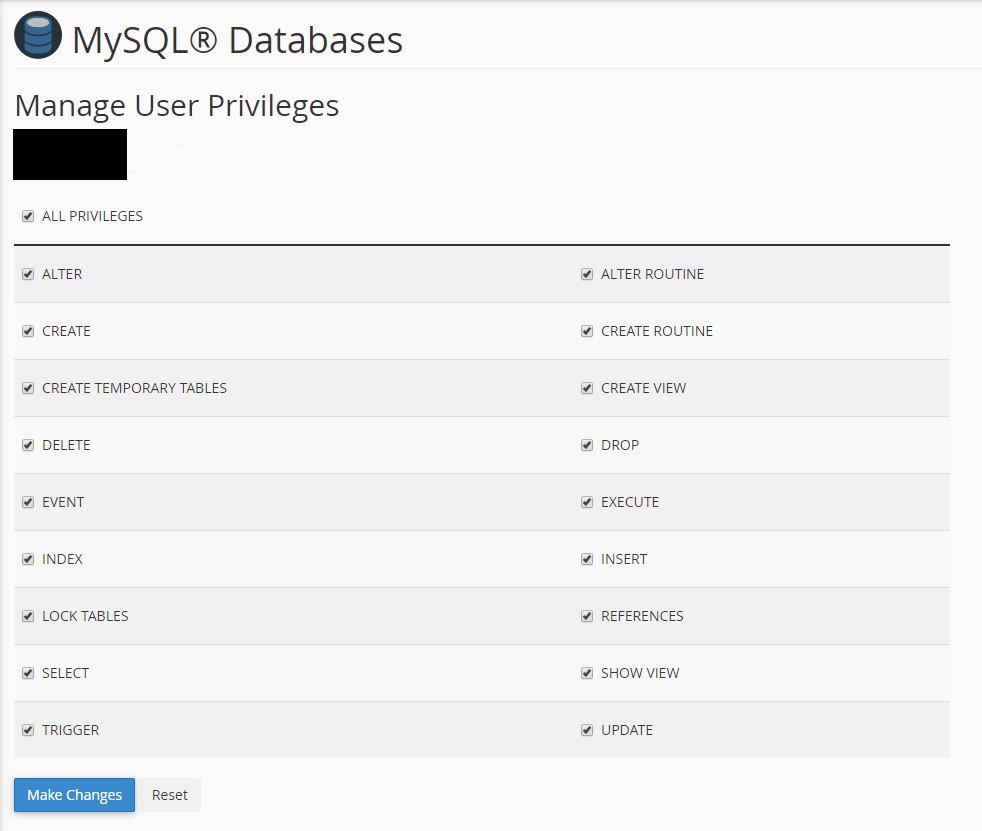 MySQL® Databases
Manage User Privileges
ALL PRIVILEGES
ALTER
ALTER ROUTINE
CREATE
CREATE ROUTINE
CREATE TEMPORARY TABLES
CREATE VIEW
DELETE
DROP
EVENT
EXECUTE
INDEX
INSERT
LOCK TABLES
REFERENCES
SELECT
SHOW VIEW
TRIGGER
UPDATE
Make Changes
Reset